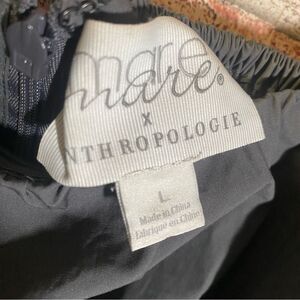 mare
mare®
X
NTHROPOLOGIE
L
Made in China
Fabriqué en Chine